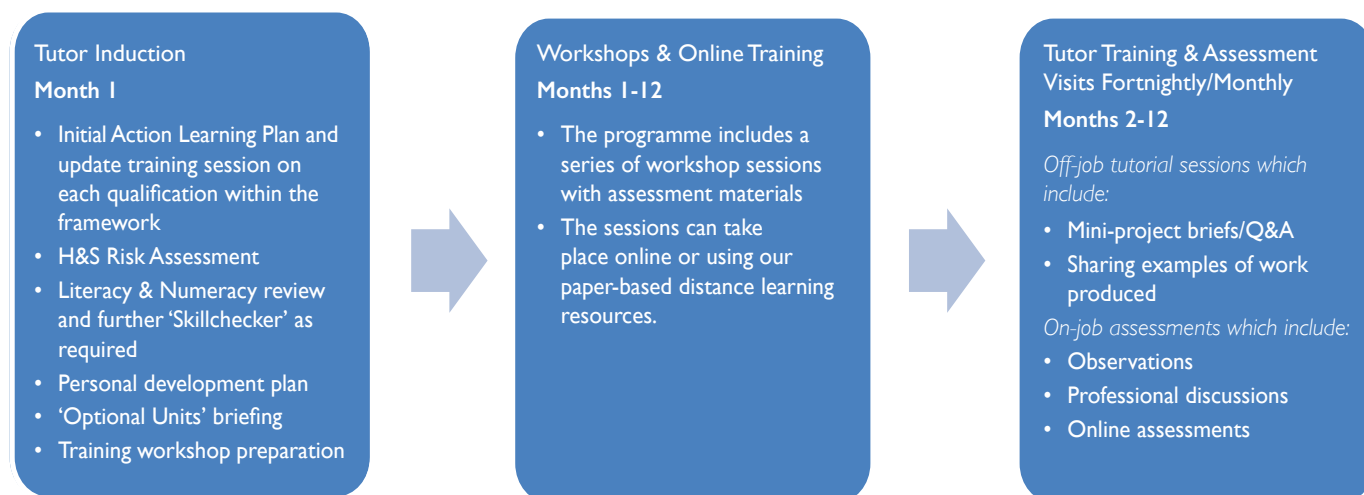 Tutor Induction
Month 1
• Initial Action Learning Plan and
update training session on
each qualification within the
framework
• H&S Risk Assessment
• Literacy & Numeracy review
and further ‘Skillchecker’ as
required
• Personal development plan
• ‘Optional Units’ briefing
• Training workshop preparation
Workshops & Online Training
Months 1-12
• The programme includes a
series of workshop sessions
with assessment materials
• The sessions can take
place online or using our
paper-based distance learning
resources.
Tutor Training & Assessment
Visits Fortnightly/Monthly
Months 2-12
Off-job tutorial sessions which
include:
• Mini-project briefs/Q&A
• Sharing examples of work
produced
On-job assessments which include:
• Observations
• Professional discussions
• Online assessments